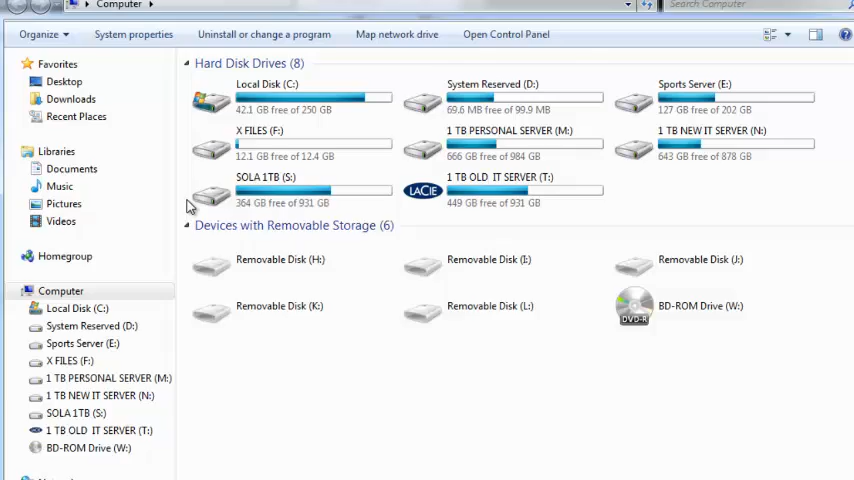 Computer
Search Computer
Organize
System properties
Uninstall or change a program
Map network drive
Open Control Panel
Favorites
Desktop
Downloads
Recent Places
Libraries
Documents
Music
Pictures
Videos
Homegroup
Computer
Local Disk (C:)
System Reserved (D:)
Sports Server (E:)
X FILES (F:)
1 TB PERSONAL SERVER (M:)
1 TB NEW IT SERVER (N:)
SOLA 1TB (S:)
1 TB OLD  IT SERVER (T:)
BD-ROM Drive (W:)
Hard Disk Drives (8)
Local Disk (C:)
42.1 GB free of 250 GB
System Reserved (D:)
69.6 MB free of 99.9 MB
Sports Server (E:)
127 GB free of 202 GB
X FILES (F:)
12.1 GB free of 12.4 GB
1 TB PERSONAL SERVER (M:)
666 GB free of 984 GB
1 TB NEW IT SERVER (N:)
643 GB free of 878 GB
SOLA 1TB (S:)
364 GB free of 931 GB
LACIE
1 TB OLD  IT SERVER (T:)
449 GB free of 931 GB
Devices with Removable Storage (6)
Removable Disk (H:)
Removable Disk (I:)
Removable Disk (J:)
Removable Disk (K:)
Removable Disk (L:)
DVD-R
BD-ROM Drive (W:)